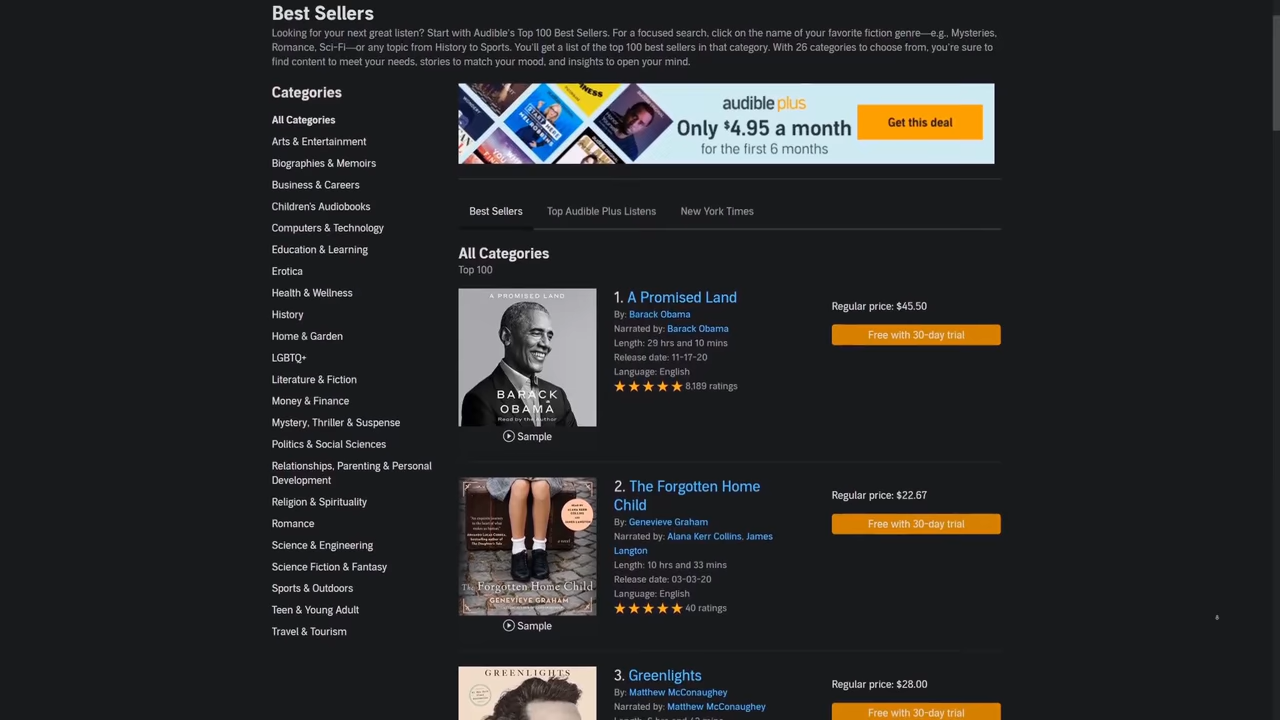 Best Sellers
Looking for your next great listen? Start with Audible's Top 100 Best Sellers. For a focused search, click on the name of your favorite fiction genre—e.g., Mysteries,
Romance, Sci-Fi—or any topic from History to Sports. You'll get a list of the top 100 best sellers in that category. With 26 categories to choose from, you're sure to
find content to meet your needs, stories to match your mood, and insights to open your mind.
Categories
All Categories
Arts & Entertainment
Biographies & Memoirs
Business & Careers
Children's Audiobooks
Computers & Technology
Education & Learning
Erotica
Health & Wellness
History
Home & Garden
LGBTQ+
Literature & Fiction
Money & Finance
Mystery, Thriller & Suspense
Politics & Social Sciences
Relationships, Parenting & Personal
Development
Religion & Spirituality
Romance
Science & Engineering
Science Fiction & Fantasy
Sports & Outdoors
Teen & Young Adult
Travel & Tourism
audible plus
Only $4.95 a month
for the first 6 months
Get this deal
Best Sellers
Top Audible Plus Listens
New York Times
All Categories
Top 100
A PROMISED LAND
BARACK
OBAMA
Read by the author
Sample
1. A Promised Land
By: Barack Obama
Narrated by: Barack Obama
Length: 29 hrs and 10 mins
Release date: 11-17-20
Language: English
8,189 ratings
Regular price: $45.50
Free with 30-day trial
The Forgotten Home Child
GENEVIEVE GRAHAM
Sample
2. The Forgotten Home
Child
By: Genevieve Graham
Narrated by: Alana Kerr Collins, James
Langton
Length: 10 hrs and 33 mins
Release date: 03-03-20
Language: English
40 ratings
Regular price: $22.67
Free with 30-day trial
GREENLIGHTS
3. Greenlights
By: Matthew McConaughey
Narrated by: Matthew McConaughey
Regular price: $28.00
Free with 30-day trial